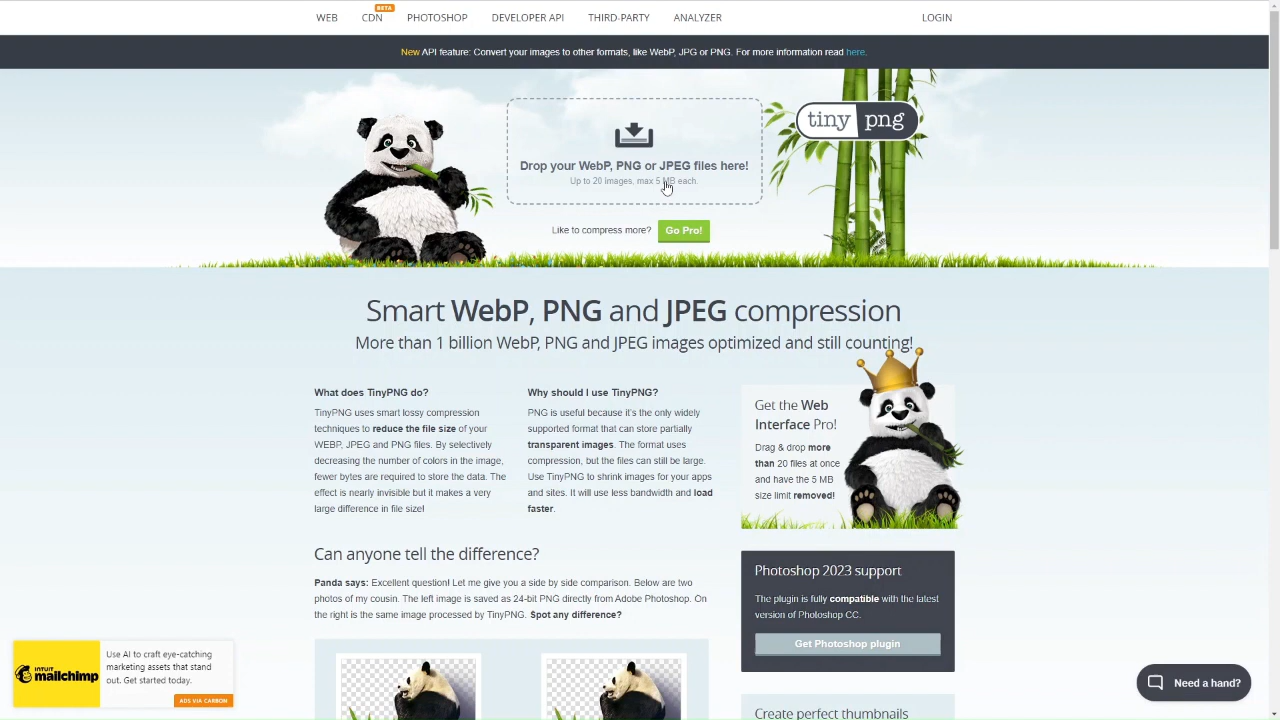 WEB CDN BETA PHOTOSHOP DEVELOPER API THIRD-PARTY ANALYZER LOGIN
New API feature: Convert your images to other formats, like WebP, JPG or PNG. For more information read here.
tiny png
Drop your WebP, PNG or JPEG files here!
Up to 20 images, max 5 MB each.
Like to compress more? Go Pro!
Smart WebP, PNG and JPEG compression
More than 1 billion WebP, PNG and JPEG images optimized and still counting!
What does TinyPNG do?
TinyPNG uses smart lossy compression
techniques to reduce the file size of your
WEBP, JPEG and PNG files. By selectively
decreasing the number of colors in the image,
fewer bytes are required to store the data. The
effect is nearly invisible but it makes a very
large difference in file size!
Why should I use TinyPNG?
PNG is useful because it's the only widely
supported format that can store partially
transparent images. The format uses
compression, but the files can still be large.
Use TinyPNG to shrink images for your apps
and sites. It will use less bandwidth and load
faster.
Get the Web
Interface Pro!
Drag & drop more
than 20 files at once
and have the 5 MB
size limit removed!
Can anyone tell the difference?
Panda says: Excellent question! Let me give you a side by side comparison. Below are two
photos of my cousin. The left image is saved as 24-bit PNG directly from Adobe Photoshop. On
the right is the same image processed by TinyPNG. Spot any difference?
Photoshop 2023 support
The plugin is fully compatible with the latest
version of Photoshop CC.
Get Photoshop plugin
Create perfect thumbnails
INTUIT
mailchimp
Use AI to craft eye-catching
marketing assets that stand
out. Get started today.
ADS VIA CARBON
Need a hand?